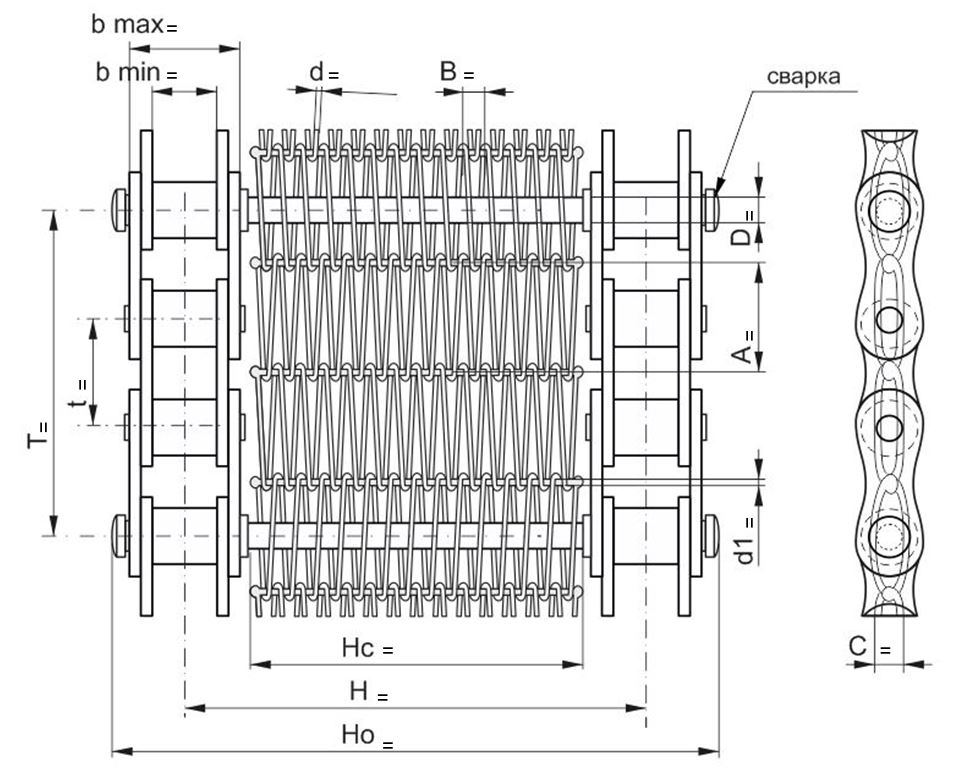 b max=
b min =
d =
B =
сварка
D =
A =
t =
T =
d1 =
Hc =
C =
H =
Ho =